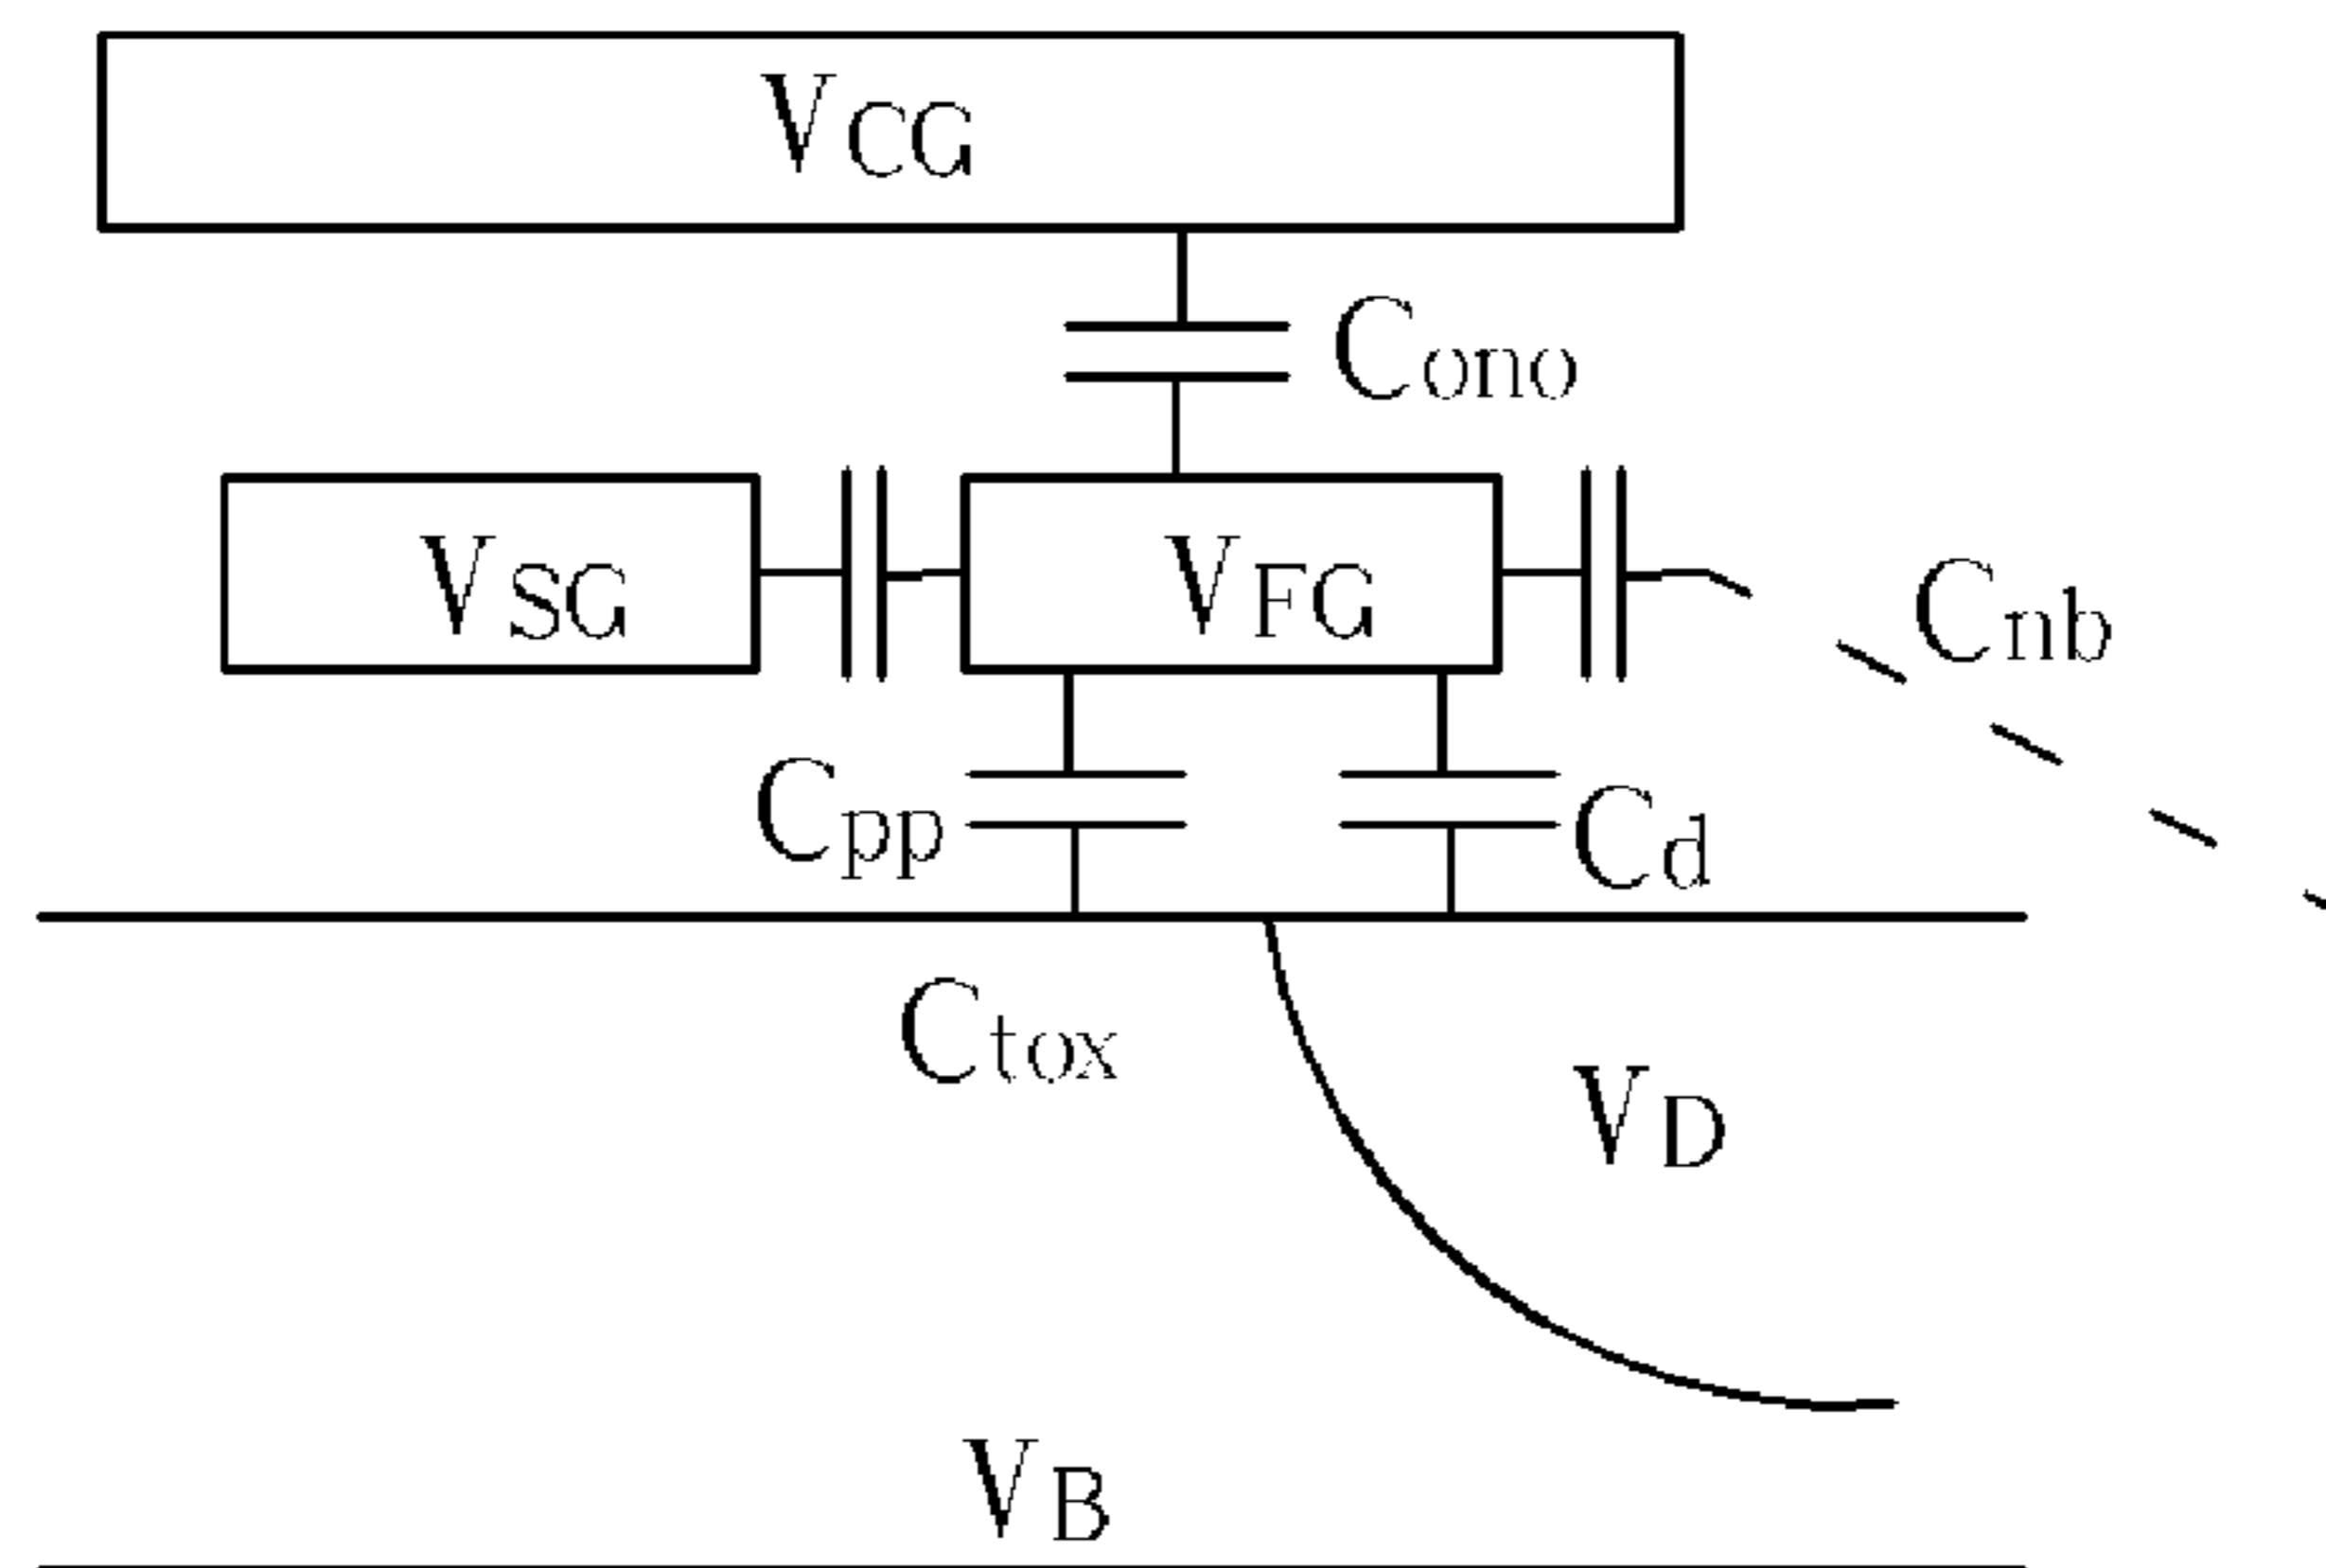 VCG
Cono
VSG
VFG
Cnb
Cpp
Cd
Ctox
VD
VB